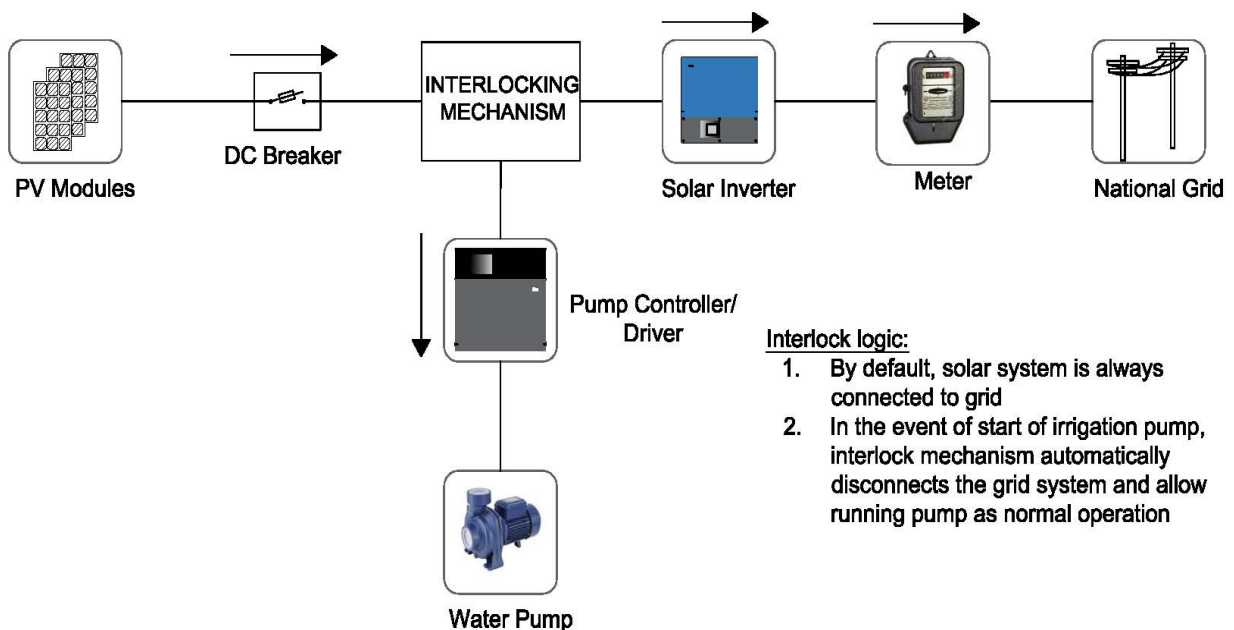 INTERLOCKING
MECHANISM
DC Breaker
PV Modules
Solar Inverter
Meter
National Grid
Pump Controller/
Driver
Interlock logic:
1. By default, solar system is always
connected to grid
2. In the event of start of irrigation pump,
interlock mechanism automatically
disconnects the grid system and allow
running pump as normal operation
Water Pump